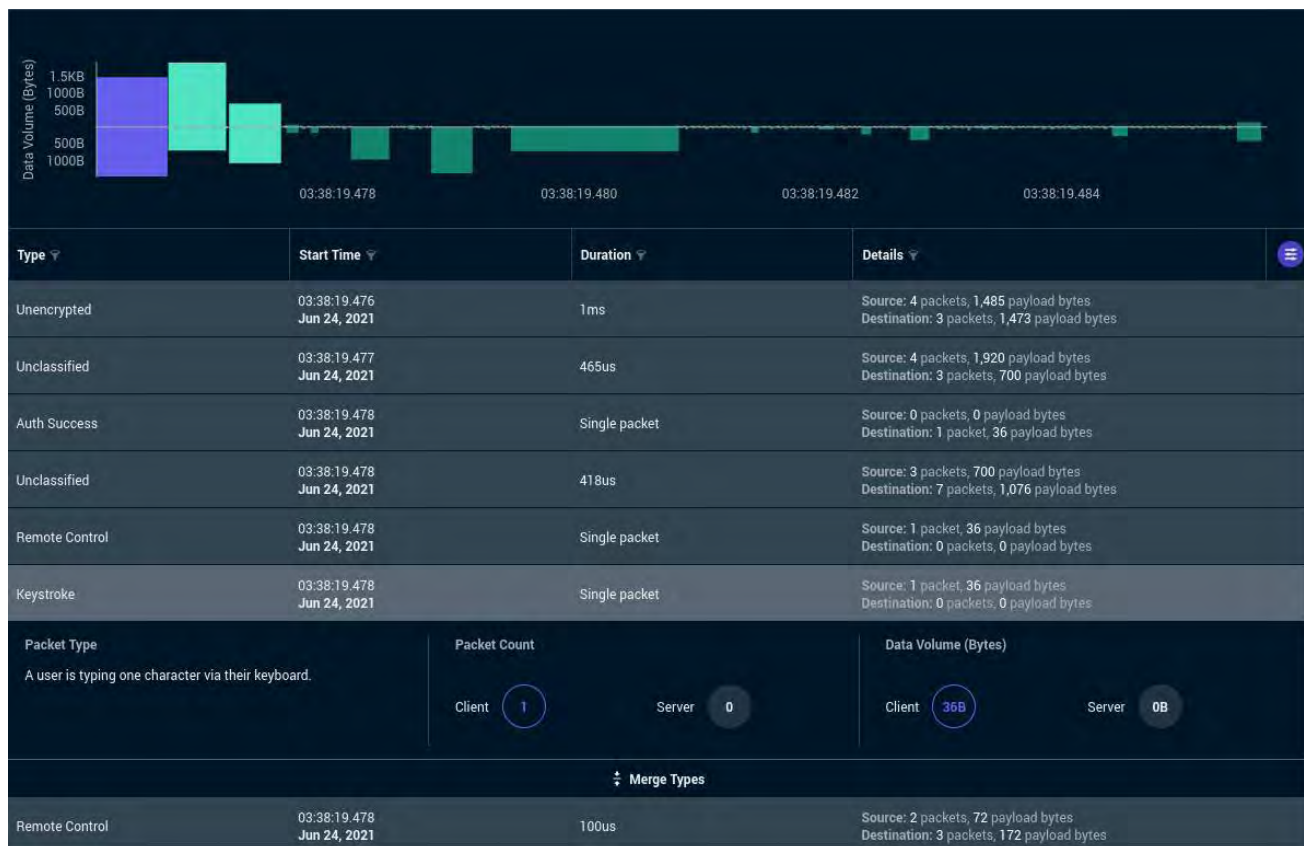 Data Volume (Bytes)
1.5KB
1000B
500B
500B
1000B
03:38:19.478 03:38:19.480 03:38:19.482 03:38:19.484
Type Start Time Duration Details
Unencrypted 03:38:19.476 1ms Source: 4 packets, 1,485 payload bytes
Jun 24, 2021 Destination: 3 packets, 1,473 payload bytes
Unclassified 03:38:19.477 465us Source: 4 packets, 1,920 payload bytes
Jun 24, 2021 Destination: 3 packets, 700 payload bytes
Auth Success 03:38:19.478 Single packet Source: 0 packets, 0 payload bytes
Jun 24, 2021 Destination: 1 packet, 36 payload bytes
Unclassified 03:38:19.478 418us Source: 3 packets, 700 payload bytes
Jun 24, 2021 Destination: 7 packets, 1,076 payload bytes
Remote Control 03:38:19.478 Single packet Source: 1 packet, 36 payload bytes
Jun 24, 2021 Destination: 0 packets, 0 payload bytes
Keystroke 03:38:19.478 Single packet Source: 1 packet, 36 payload bytes
Jun 24, 2021 Destination: 0 packets, 0 payload bytes
Packet Type Packet Count Data Volume (Bytes)
A user is typing one character via their keyboard.
Client 1 Server 0 Client 36B Server 0B
Merge Types
Remote Control 03:38:19.478 100us Source: 2 packets, 72 payload bytes
Jun 24, 2021 Destination: 3 packets, 172 payload bytes